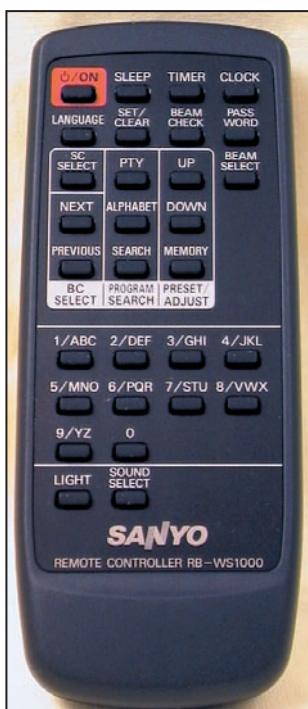 ⏻/ON SLEEP TIMER CLOCK
LANGUAGE SET/CLEAR BEAM CHECK PASS WORD
SC SELECT PTY UP BEAM SELECT
NEXT ALPHABET DOWN
PREVIOUS SEARCH MEMORY
BC SELECT PROGRAM SEARCH PRESET/ADJUST
1/ABC 2/DEF 3/GHI 4/JKL
5/MNO 6/PQR 7/STU 8/VWX
9/YZ 0
LIGHT SOUND SELECT
SANYO
REMOTE CONTROLLER RB-WS1000